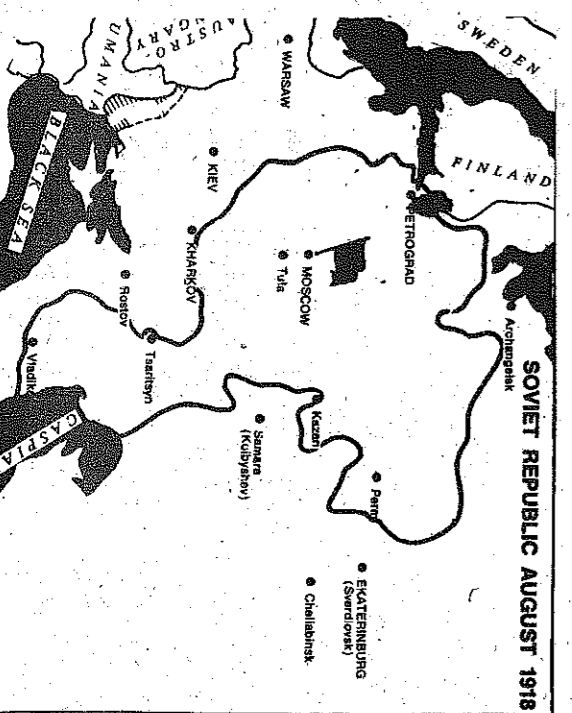 SOVIET REPUBLIC AUGUST 1918
SWEDEN
FINLAND
Archangelsk
PETROGRAD
Perm
EKATERINBURG
(Sverdlovsk)
MOSCOW
Tula
Kazan
Cheliabinsk
WARSAW
Samara
(Kuibyshev)
KIEV
KHARKOV
AUSTRO-
GARY
UMANIA
Tsaritsyn
Rostov
BLACK SEA
Vladik
CASPIA